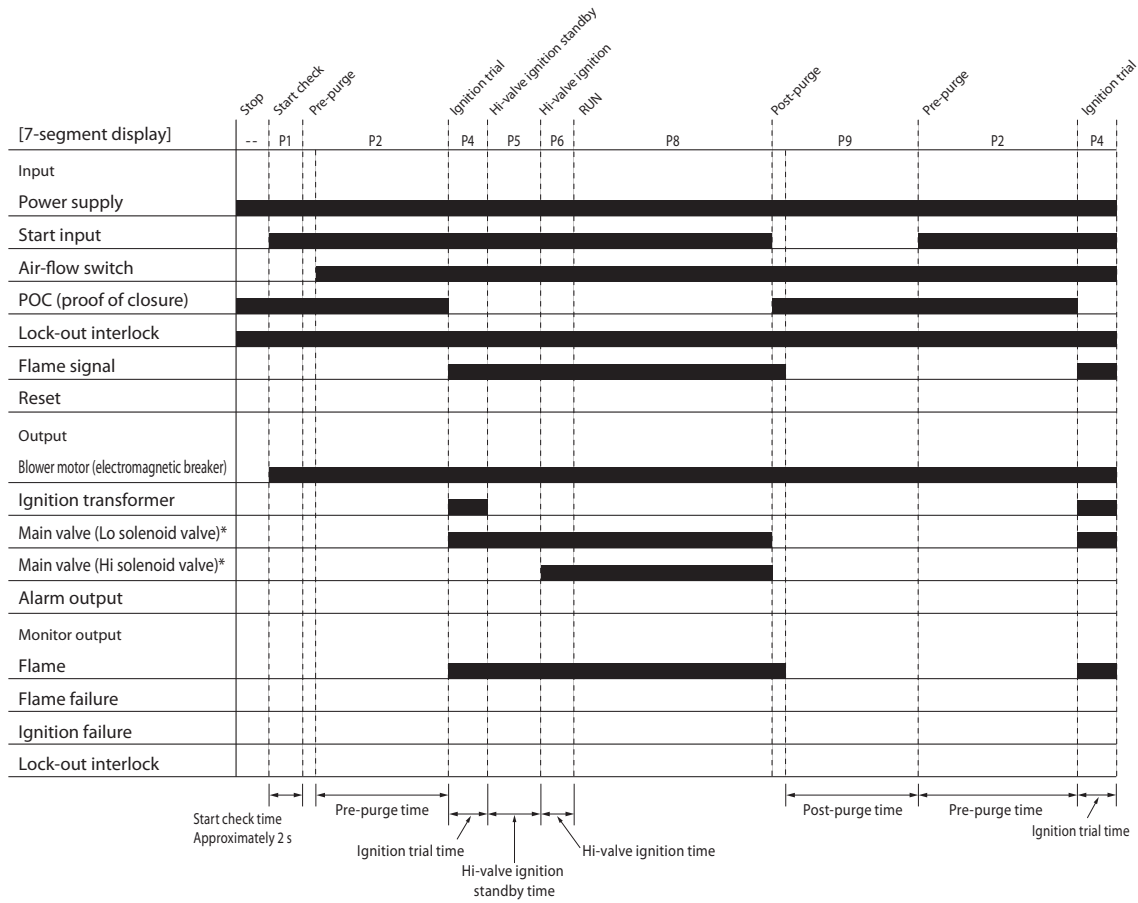 Stop
Start check
Pre-purge
Ignition trial
Hi-valve ignition standby
Hi-valve ignition
RUN
Post-purge
Pre-purge
Ignition trial
[7-segment display]
-- P1 P2 P4 P5 P6 P8 P9 P2 P4
Input
Power supply
Start input
Air-flow switch
POC (proof of closure)
Lock-out interlock
Flame signal
Reset
Output
Blower motor (electromagnetic breaker)
Ignition transformer
Main valve (Lo solenoid valve)*
Main valve (Hi solenoid valve)*
Alarm output
Monitor output
Flame
Flame failure
Ignition failure
Lock-out interlock
Start check time
Approximately 2 s
Pre-purge time
Ignition trial time
Hi-valve ignition
standby time
Hi-valve ignition time
Post-purge time
Pre-purge time
Ignition trial time